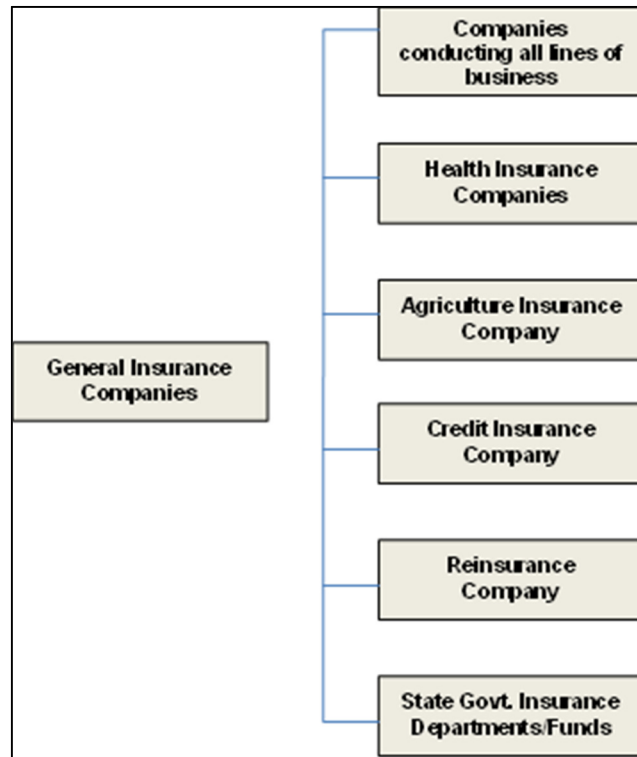 Companies
conducting all lines of
business
Health Insurance
Companies
Agriculture Insurance
Company
General Insurance
Companies
Credit Insurance
Company
Reinsurance
Company
State Govt. Insurance
Departments/Funds